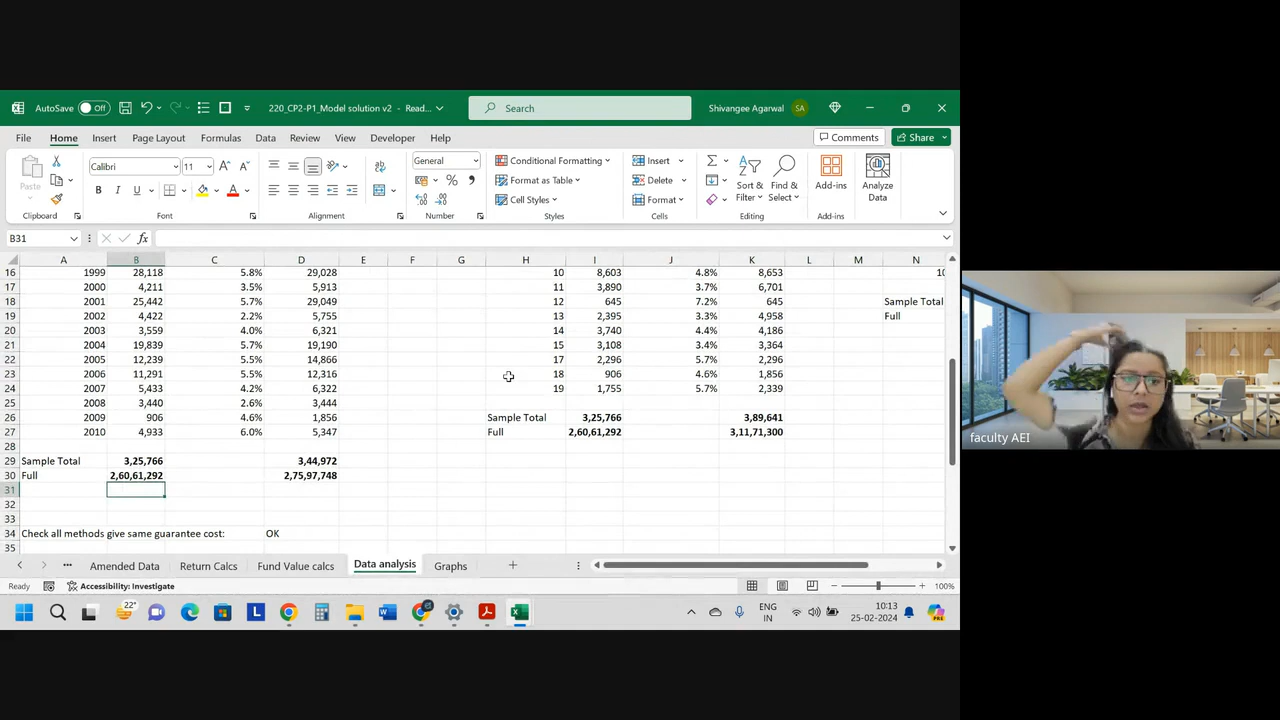 AutoSave Off 220_CP2-P1_Model solution v2 - Read... Search Shivangee Agarwal SA
File Home Insert Page Layout Formulas Data Review View Developer Help Comments Share
Paste Calibri 11 General Conditional Formatting Insert Sort & Filter Find & Select Add-ins Analyze Data
B I U A % Format as Table Delete
Cell Styles Format
Clipboard Font Alignment Number Styles Cells Editing Add-ins
B31 fx
A B C D E F G H I J K L M N
16 1999 28,118 5.8% 29,028 10 8,603 4.8% 8,653 10
17 2000 4,211 3.5% 5,913 11 3,890 3.7% 6,701
18 2001 25,442 5.7% 29,049 12 645 7.2% 645 Sample Total
19 2002 4,422 2.2% 5,755 13 2,395 3.3% 4,958 Full
20 2003 3,559 4.0% 6,321 14 3,740 4.4% 4,186
21 2004 19,839 5.7% 19,190 15 3,108 3.4% 3,364
22 2005 12,239 5.5% 14,866 17 2,296 5.7% 2,296
23 2006 11,291 5.5% 12,316 18 906 4.6% 1,856
24 2007 5,433 4.2% 6,322 19 1,755 5.7% 2,339
25 2008 3,440 2.6% 3,444
26 2009 906 4.6% 1,856 Sample Total 3,25,766 3,89,641
27 2010 4,933 6.0% 5,347 Full 2,60,61,292 3,11,71,300
28
29 Sample Total 3,25,766 3,44,972
30 Full 2,60,61,292 2,75,97,748
31
32
33
34 Check all methods give same guarantee cost: OK
35
... Amended Data Return Calcs Fund Value calcs Data analysis Graphs +
Ready Accessibility: Investigate 100%
22° L ENG IN 10:13 25-02-2024
faculty AEI